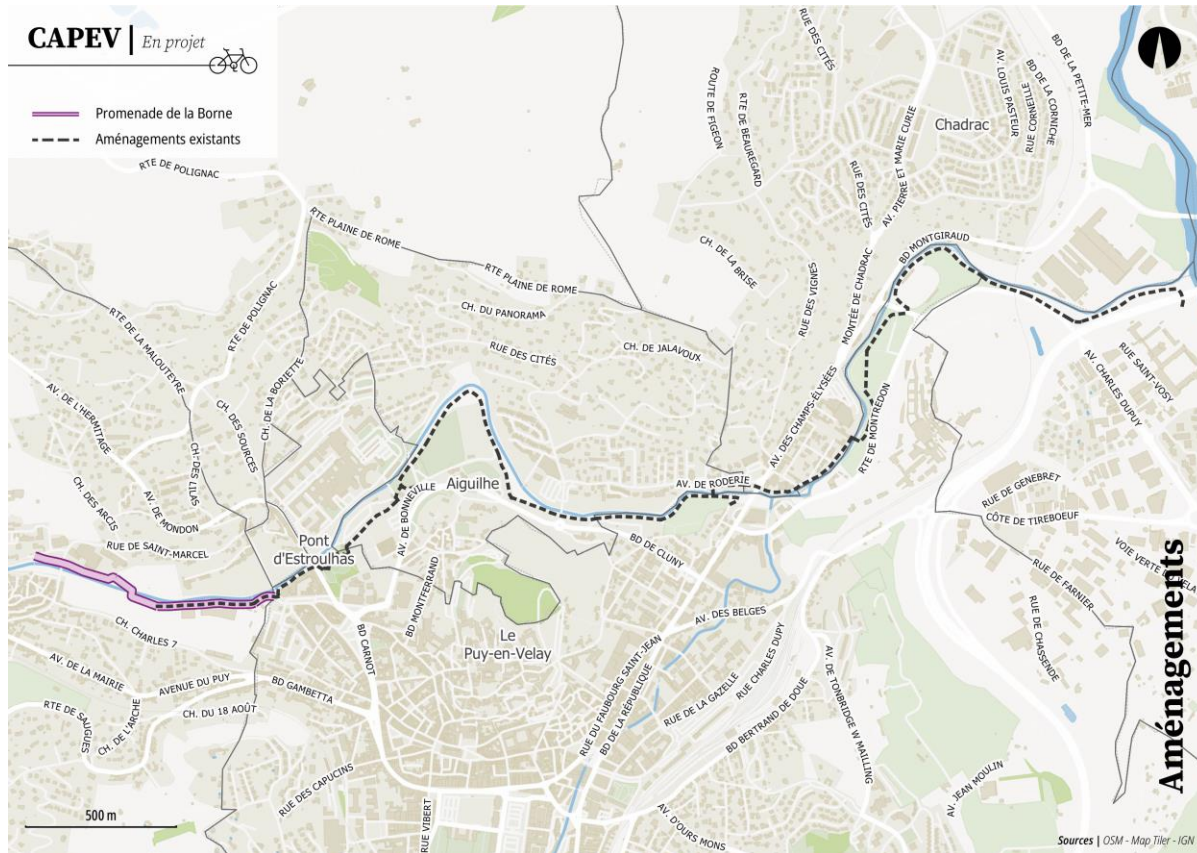 CAPEV | En projet
Promenade de la Borne
Aménagements existants
RTE DE POLIGNAC
RTE PLAINE DE ROME
RTE PLAINE DE ROME
RTE DE LA MALOUTEYRE
RTE DE POLIGNAC
CH. DE LA BORIETTE
CH. DES SOURCES
CH. DES LILAS
AV. DE L'HERMITAGE
AV. DE MONDON
CH. DES ARCIS
RUE DE SAINT-MARCEL
CH. DU PANORAMA
RUE DES CITÉS
CH. DE JALAVOUX
RUE DES CITÉS
ROUTE DE FIGEON
RTE DE BEAUREGARD
RUE DES CITÉS
CH. DE LA BRISE
RUE DES VIGNES
MONTÉE DE CHADRAC
AV. PIERRE ET MARIE CURIE
Chadrac
AV. LOUIS PASTEUR
RUE CORNEILLE
BD DE LA CORNICHE
BD DE LA PETITE-MER
BD MONTGIRAUD
AV. DES CHAMPS-ÉLYSÉES
RTE DE MONTREDON
AV. DE RODERIE
Aiguilhe
AV. DE BONNEVILLE
Pont
d'Estroulhas
BD MONTFERRAND
BD DE CLUNY
Le
Puy-en-Velay
BD CARNOT
BD GAMBETTA
CH. CHARLES 7
AV. DE LA MAIRIE
AVENUE DU PUY
CH. DU 18 AOÛT
RTE DE SAUGUES
CH. DE L'ARCHE
RUE DES CAPUCINS
RUE VIBERT
RUE DU FAUBOURG SAINT-JEAN
BD DE LA RÉPUBLIQUE
AV. DES BELGES
RUE DE LA GAZELLE
RUE CHARLES DUPY
BD BERTRAND DE DOUE
AV. DE TONBRIDGE W MAILLING
AV. D'OURS MONS
AV. JEAN MOULIN
AV. CHARLES DUPUY
RUE SAINT-VOSY
RUE DE GENEBRET
CÔTE DE TIREBOEUF
RUE DE FARNIER
RUE DE CHASSENDE
VOIE VERTE
Aménagements
500 m
Sources | OSM - Map Tiler - IGN